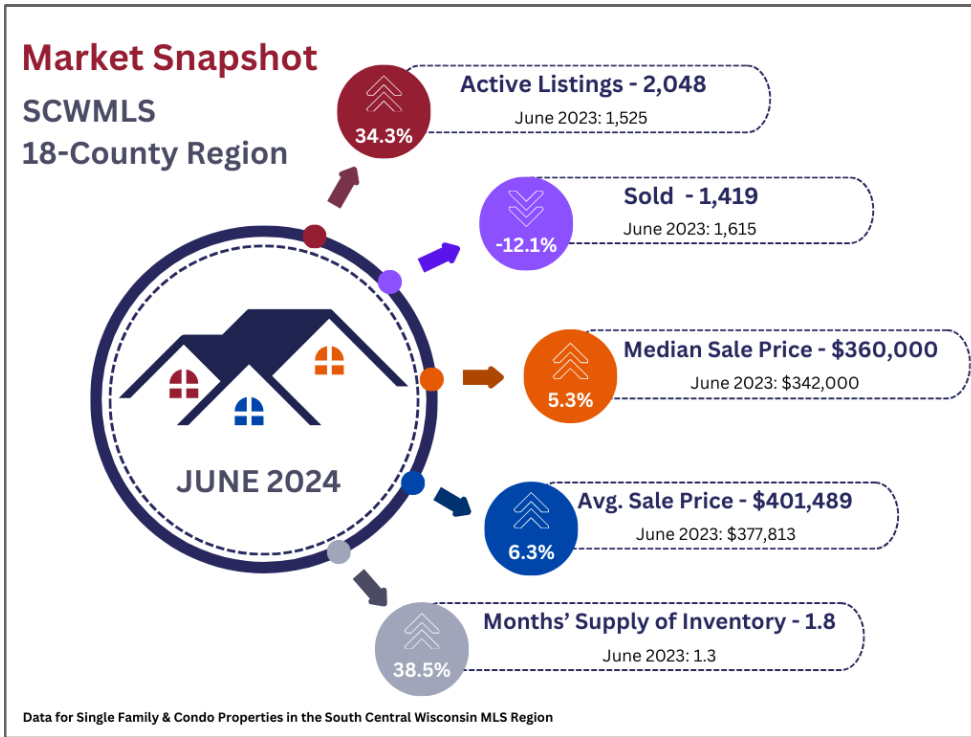 Market Snapshot
SCWMLS
18-County Region
34.3%
Active Listings - 2,048
June 2023: 1,525
-12.1%
Sold - 1,419
June 2023: 1,615
5.3%
Median Sale Price - $360,000
June 2023: $342,000
JUNE 2024
6.3%
Avg. Sale Price - $401,489
June 2023: $377,813
38.5%
Months’ Supply of Inventory - 1.8
June 2023: 1.3
Data for Single Family & Condo Properties in the South Central Wisconsin MLS Region